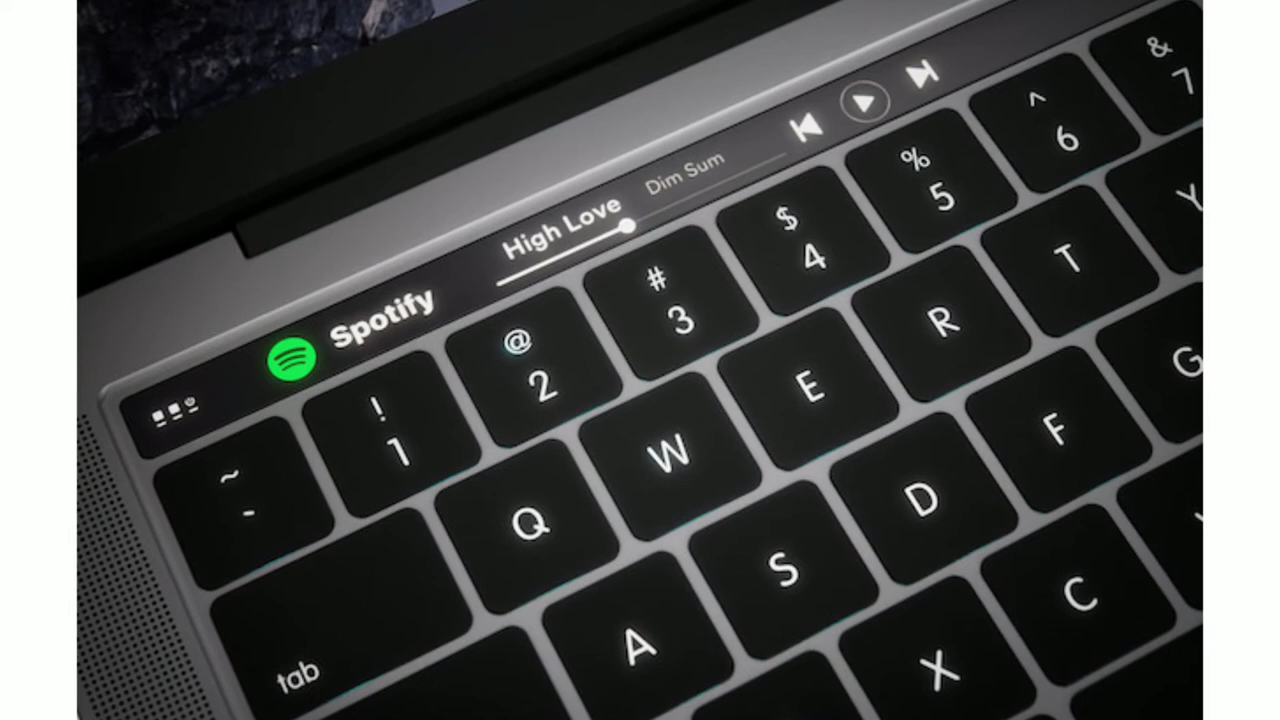 Spotify
High Love
Dim Sum
~
-
!
1
@
2
#
3
$
4
%
5
^
6
&
7
tab
Q
W
E
R
T
Y
A
S
D
F
G
X
C